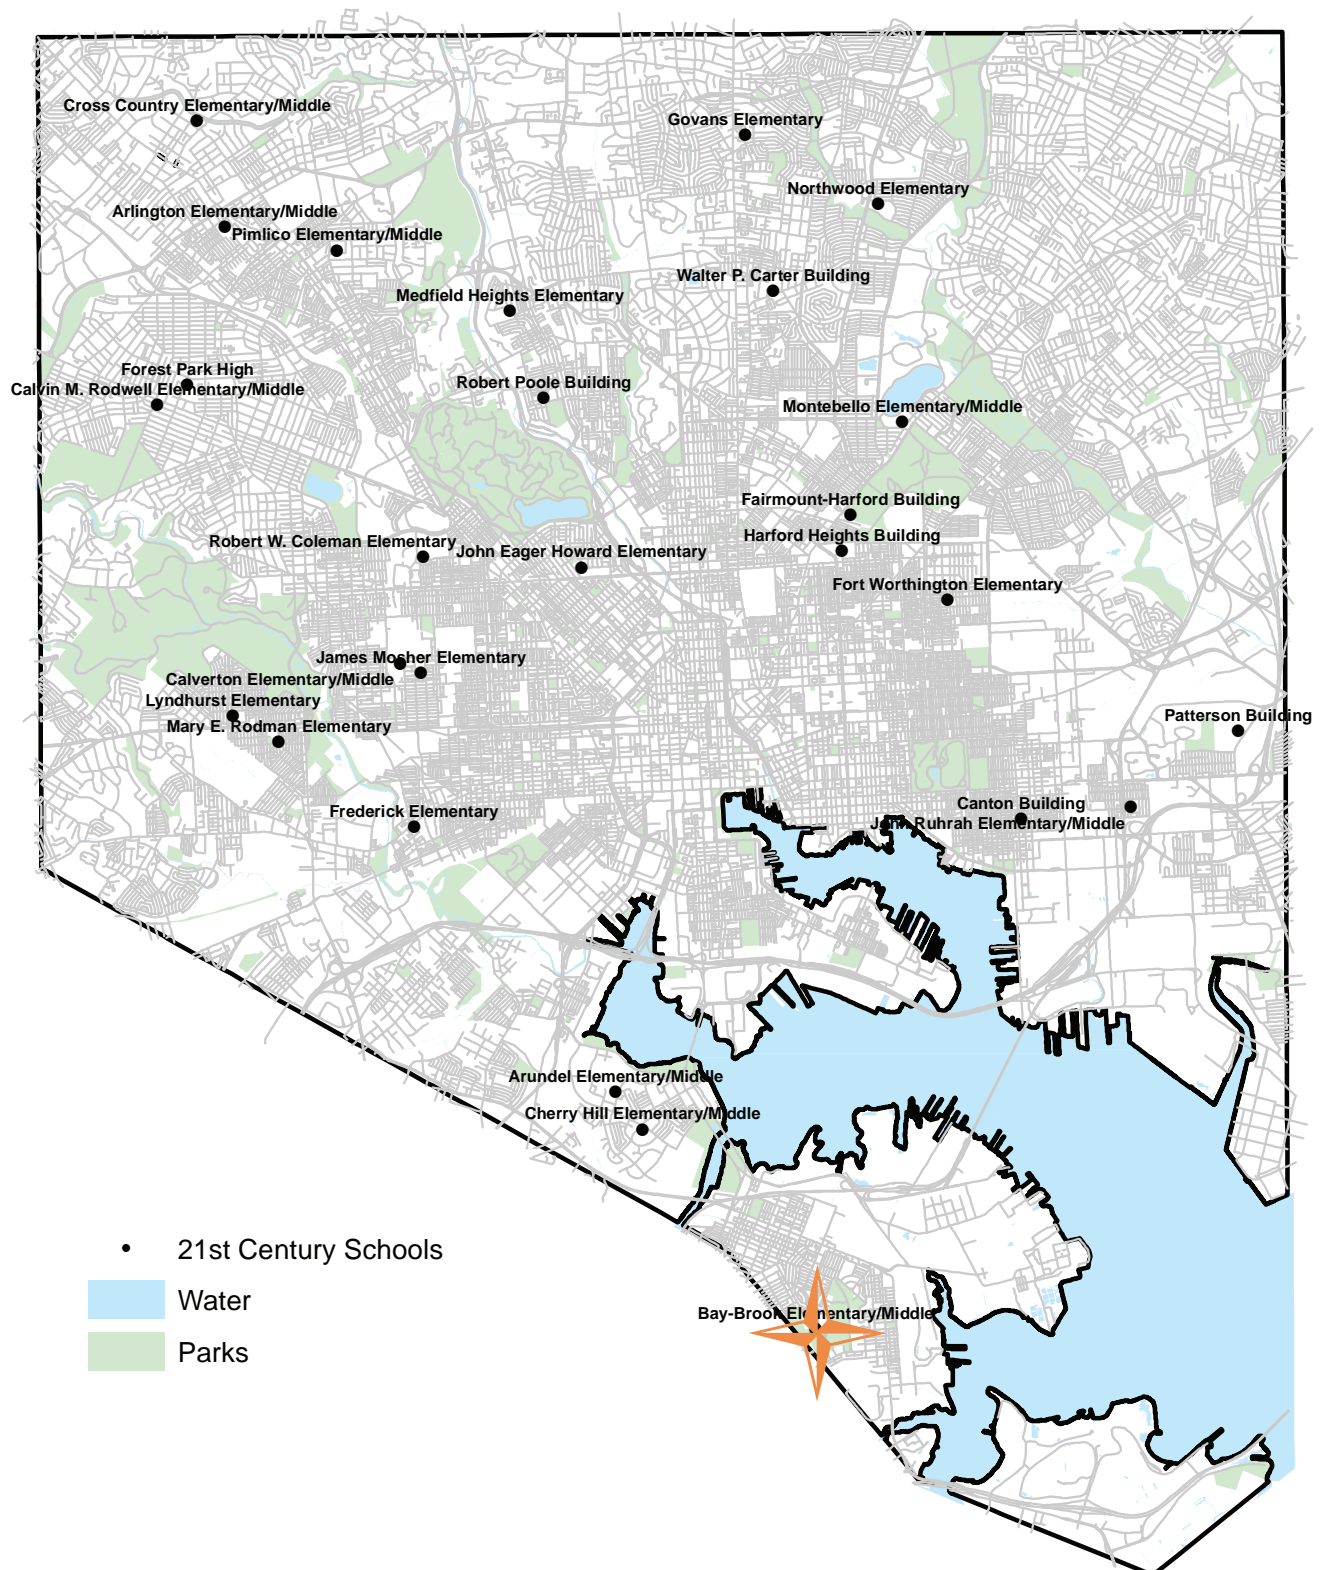 Cross Country Elementary/Middle
Govans Elementary
Northwood Elementary
Arlington Elementary/Middle
Pimlico Elementary/Middle
Walter P. Carter Building
Medfield Heights Elementary
Forest Park High
Calvin M. Rodwell Elementary/Middle
Robert Poole Building
Montebello Elementary/Middle
Fairmount-Harford Building
Harford Heights Building
Robert W. Coleman Elementary
John Eager Howard Elementary
Fort Worthington Elementary
James Mosher Elementary
Calverton Elementary/Middle
Lyndhurst Elementary
Mary E. Rodman Elementary
Patterson Building
Frederick Elementary
Canton Building
John Ruhrah Elementary/Middle
Arundel Elementary/Middle
Cherry Hill Elementary/Middle
21st Century Schools
Water
Parks
Bay-Brook Elementary/Middle